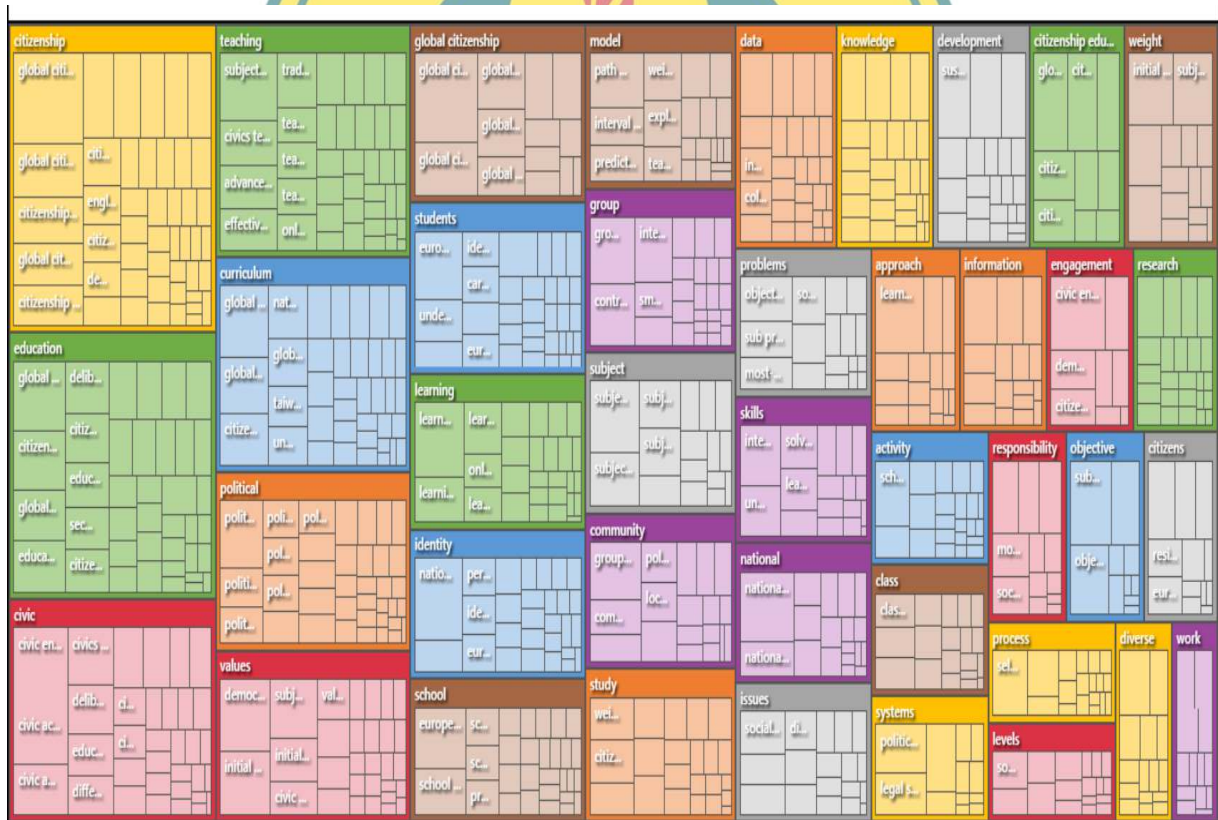 citizenship
global citi...
global citi...
citizenship...
global cit...
citizenship ...
citi...
engl...
citiz...
de...
education
global ...
citizen...
global...
educa...
delib...
citiz...
educ...
sec...
citize...
civic
civic en...
civic ac...
civic a...
civics ...
delib...
educ...
diffe...
ci...
ci...
teaching
subject...
civics te...
advance...
effectiv...
trad...
tea...
tea...
tea...
onl...
curriculum
global ...
global...
citize...
nat...
glob...
taiw...
un...
political
polit...
politi...
polit...
poli...
pol...
pol...
pol...
values
democ...
initial ...
subj...
initial...
civic ...
val...
global citizenship
global ci...
global ci...
global...
global...
global ...
students
euro...
unde...
ide...
car...
eur...
learning
learn...
learni...
lear...
onl...
lea...
identity
natio...
per...
ide...
eur...
school
europe...
school ...
sc...
sc...
pr...
model
path ...
interval ...
predict...
wei...
expl...
tea...
group
gro...
contr...
inte...
sm...
subject
subje...
subjec...
subj...
subj...
community
group...
com...
pol...
loc...
study
wei...
citiz...
data
in...
col...
knowledge
development
sus...
citizenship edu...
glo...
citiz...
citi...
cit...
weight
initial ...
subj...
problems
object...
sub pr...
most-...
so...
approach
learn...
information
engagement
civic en...
dem...
citize...
research
skills
inte...
un...
solv...
lea...
activity
sch...
responsibility
mo...
soc...
objective
sub...
obje...
citizens
resi...
eur...
national
nationa...
nationa...
class
clas...
process
sel...
diverse
work
issues
social...
di...
systems
politic...
legal s...
levels
so...